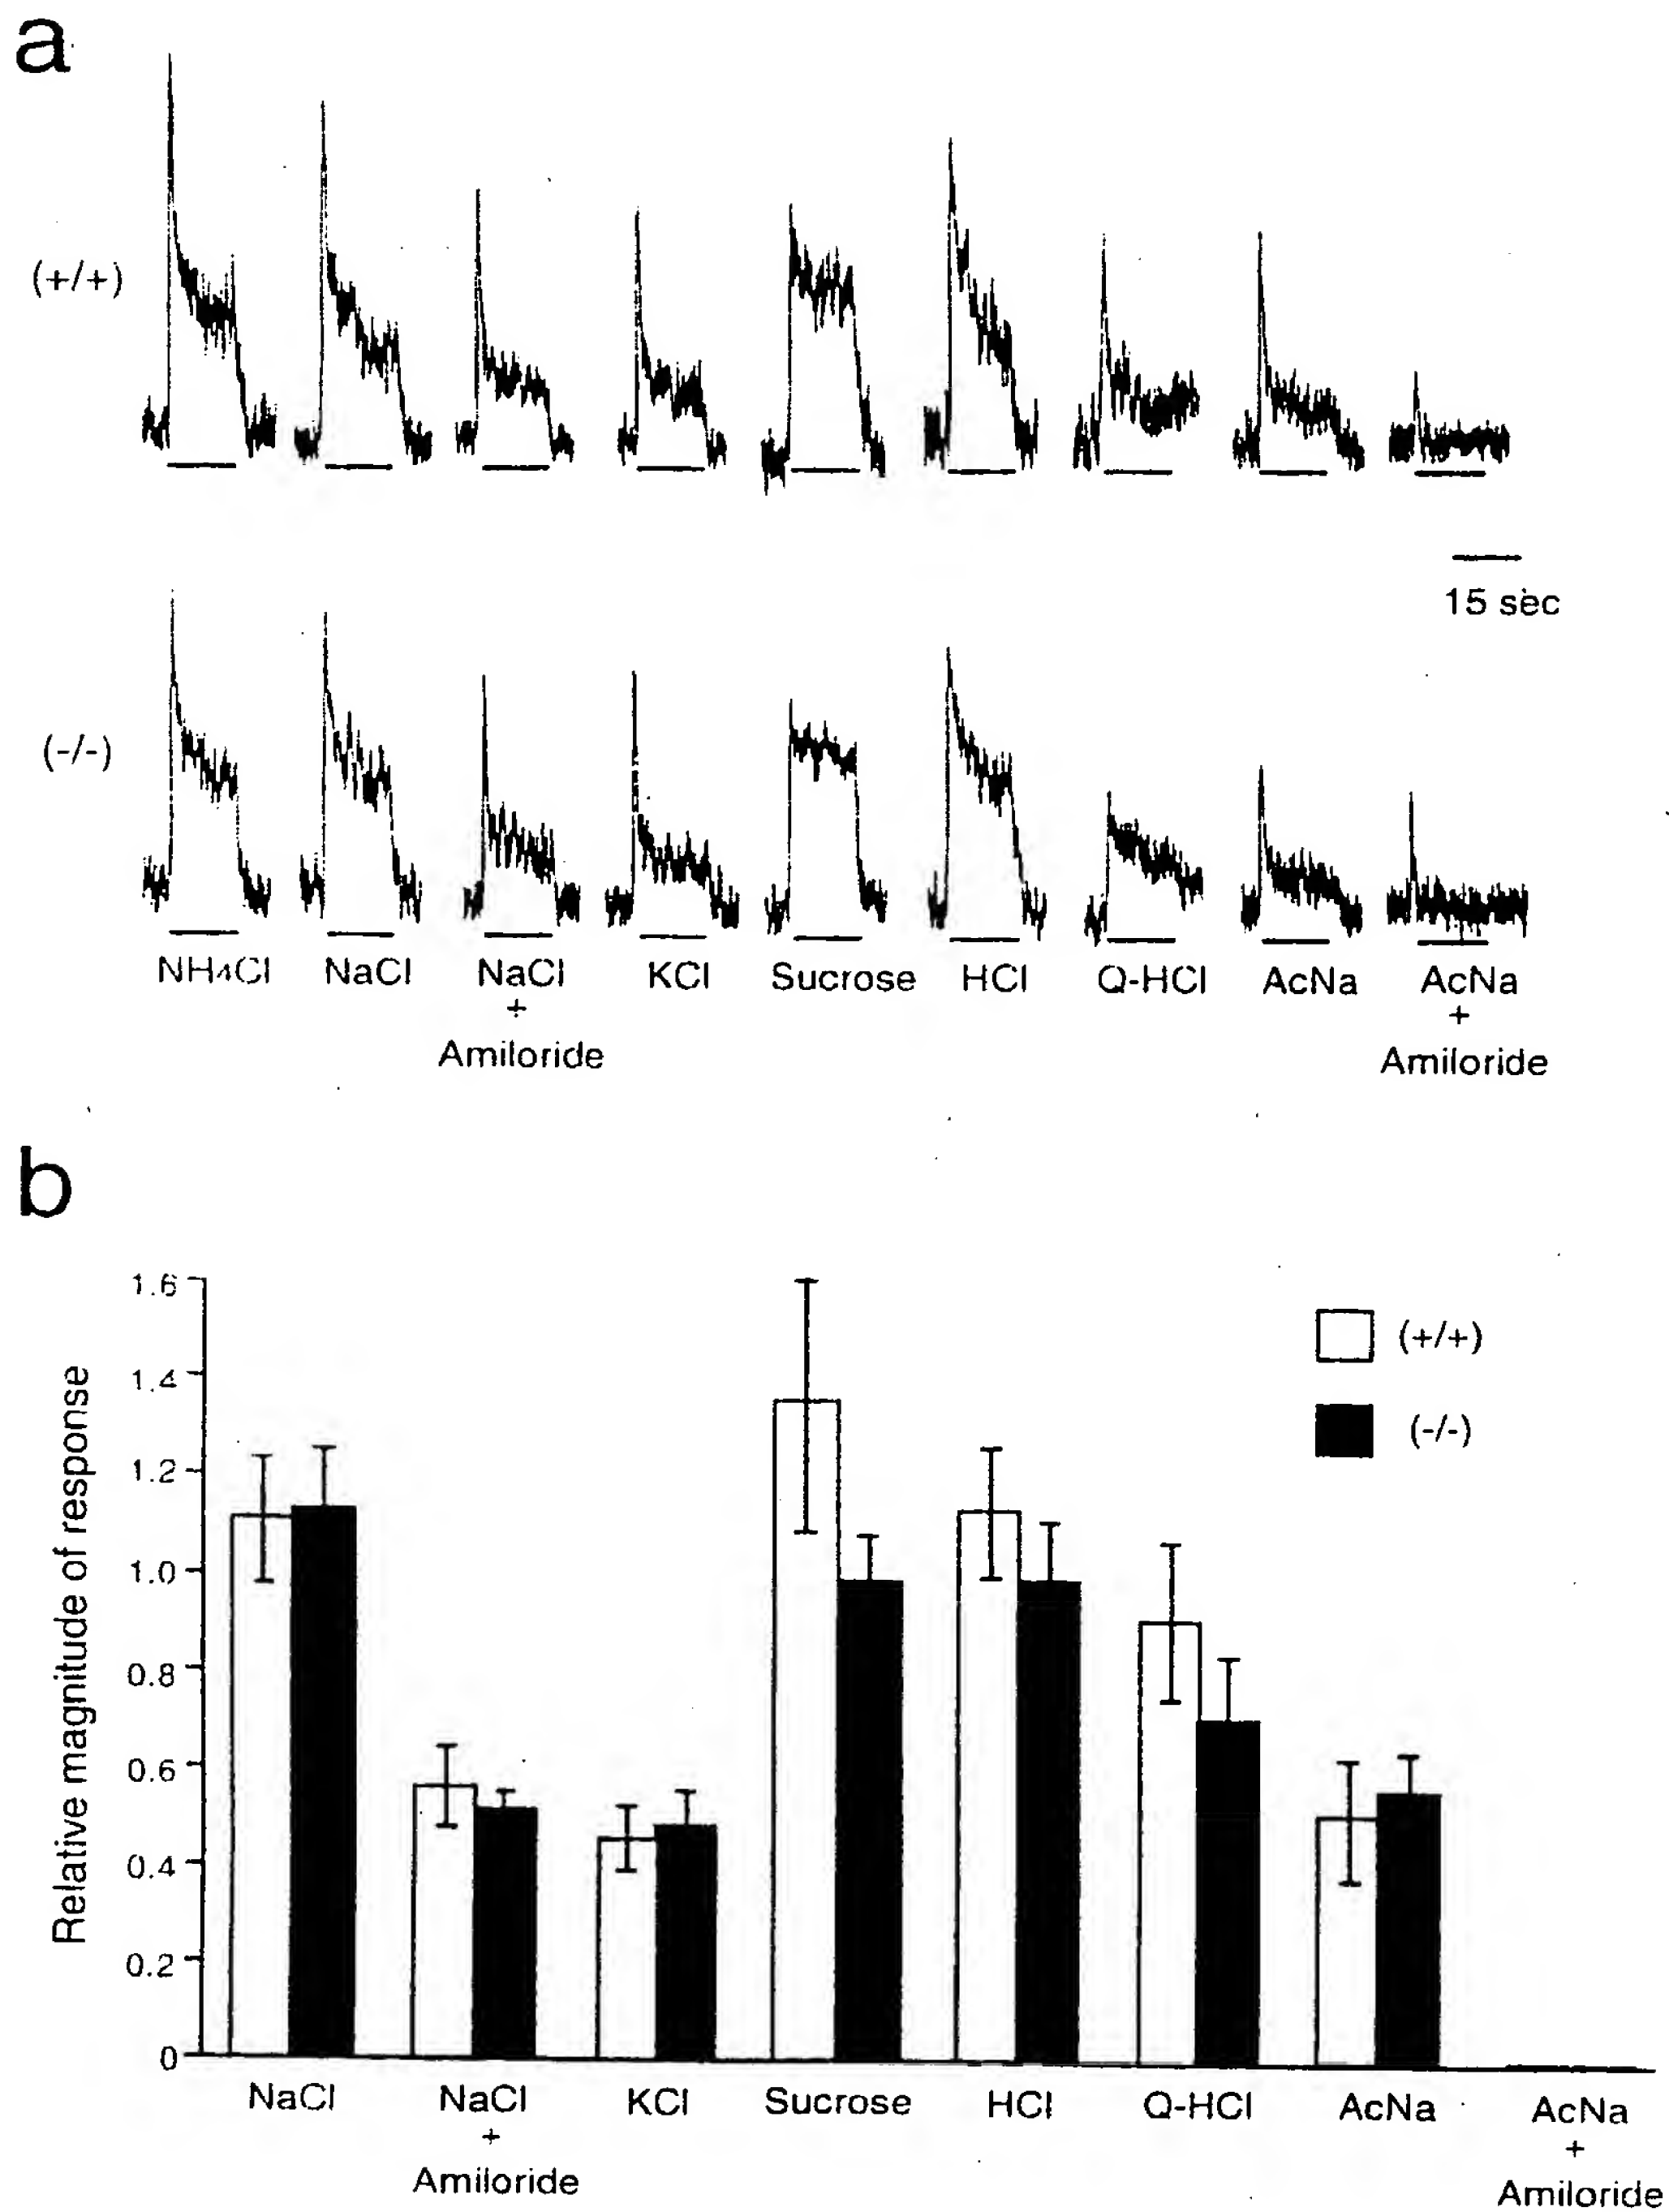 a
(+/+)
15 sec
(-/-)
NH4Cl NaCl NaCl KCl Sucrose HCl Q-HCl AcNa AcNa
+ +
Amiloride Amiloride
b
Relative magnitude of response
1.6
1.4
1.2
1.0
0.8
0.6
0.4
0.2
0
(+/+)
(-/-)
NaCl NaCl KCl Sucrose HCl Q-HCl AcNa AcNa
+ +
Amiloride Amiloride